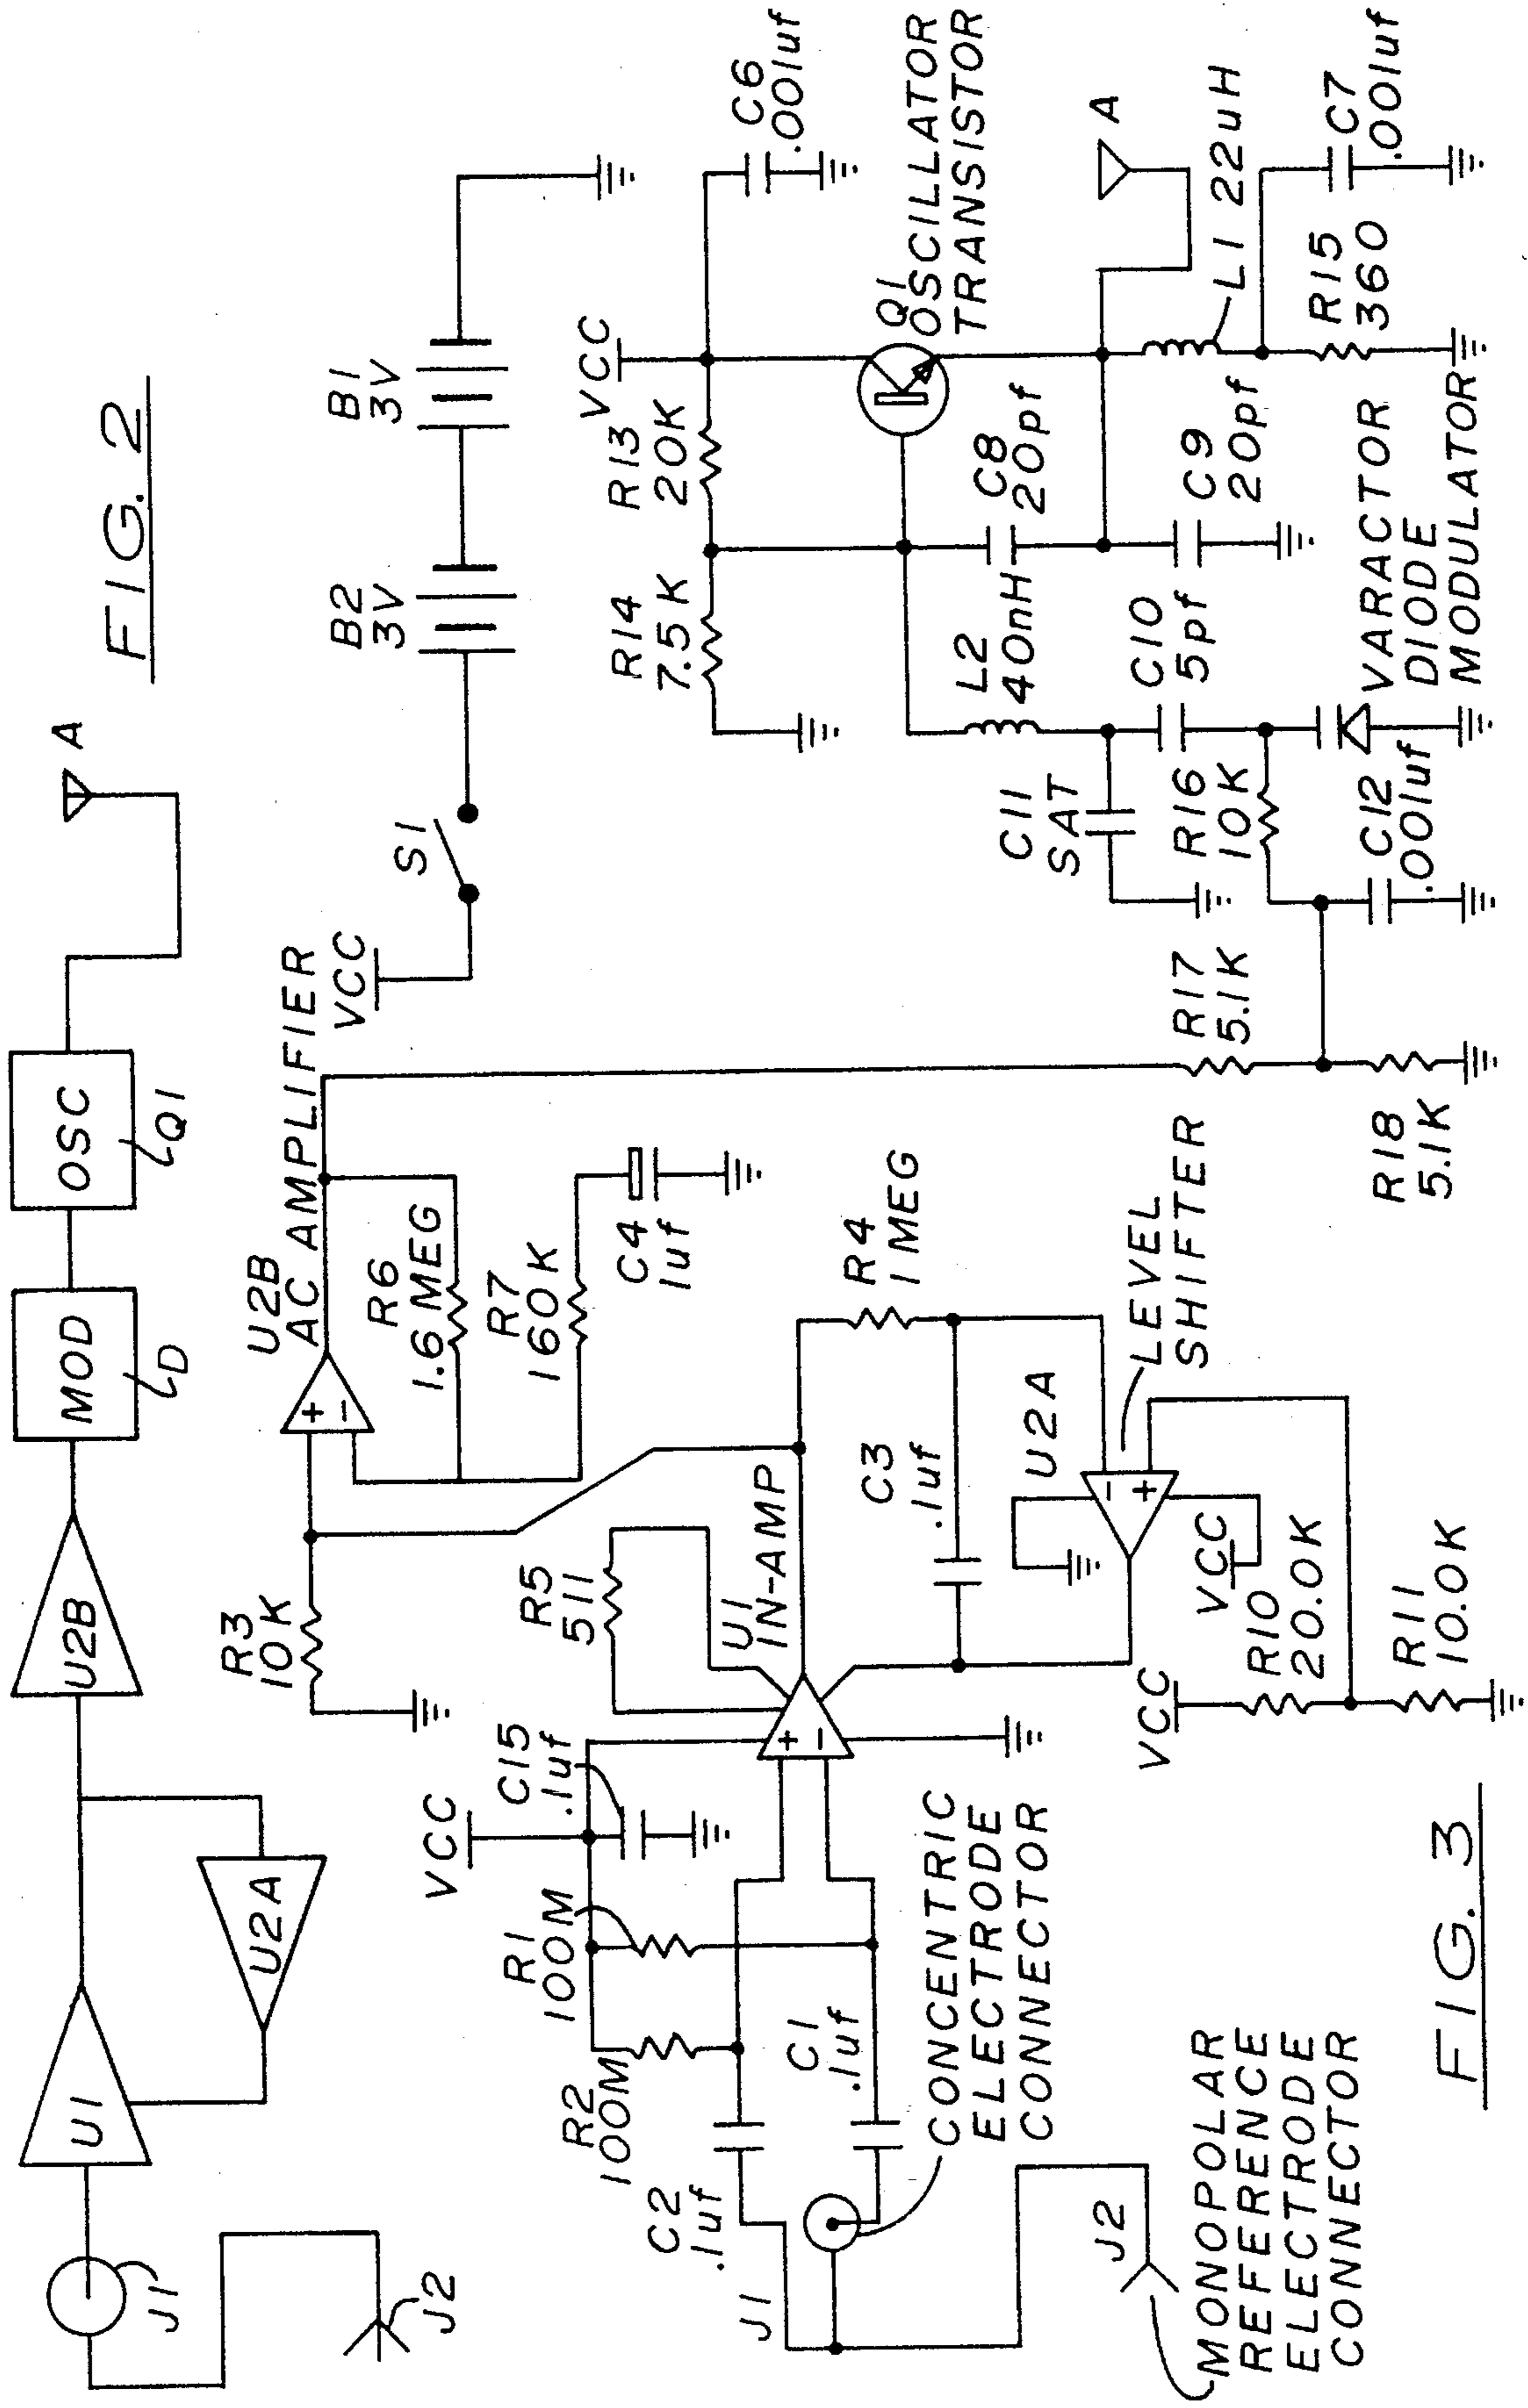 FIG. 2
J1
J2
U1
U2A
U2B
MOD
D
OSC
Q1
A
FIG. 3
R3
10K
U2B
AC AMPLIFIER
VCC
S1
B2
3V
B1
3V
R6
1.6 MEG
R7
160K
C4
1uf
VCC
C15
.1uf
R5
511
U1
IN-AMP
R1
100M
R2
100M
C2
.1uf
C1
.1uf
J1
CONCENTRIC
ELECTRODE
CONNECTOR
J2
MONOPOLAR
REFERENCE
ELECTRODE
CONNECTOR
+
-
+
-
R4
1 MEG
C3
.1uf
U2A
-
+
LEVEL
SHIFTER
VCC
VCC
R10
20.0K
R11
10.0K
R17
5.1K
R18
5.1K
R14
7.5K
R13
20K
VCC
C6
.001uf
Q1
OSCILLATOR
TRANSISTOR
C8
20pf
L2
40nH
C11
SAT
C10
5pf
C9
20pf
A
L1 22uH
R16
10K
C12
.001uf
VARACTOR
DIODE
MODULATOR
R15
360
C7
.001uf